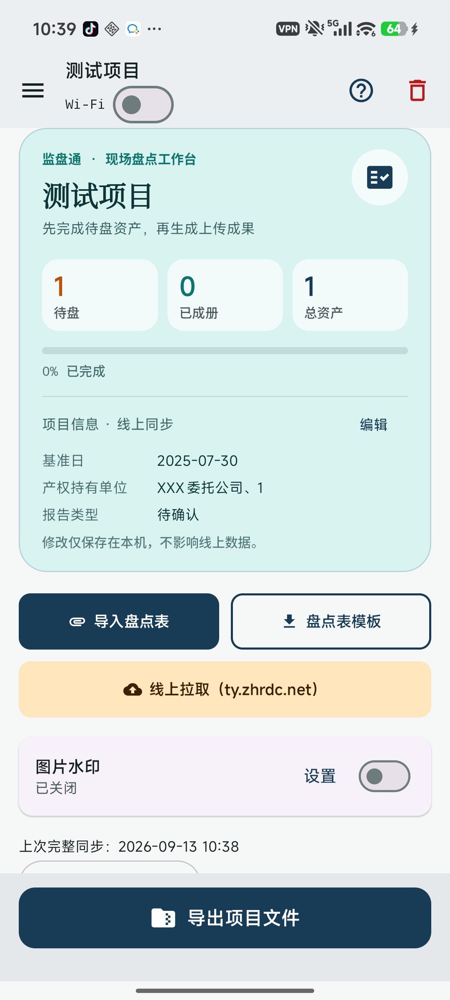 10:39 VPN 5G 6 64
测试项目
Wi-Fi
监盘通 · 现场盘点工作台
测试项目
先完成待盘资产，再生成上传成果
1 0 1
待盘 已成册 总资产
0% 已完成
项目信息 · 线上同步 编辑
基准日 2025-07-30
产权持有单位 XXX委托公司、1
报告类型 待确认
修改仅保存在本机，不影响线上数据。
导入盘点表 盘点表模板
线上拉取（ty.zhrdc.net）
图片水印
已关闭
设置
上次完整同步：2026-09-13 10:38
导出项目文件